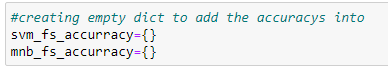 #creating empty dict to add the accuracys into
svm_fs_accurracy={}
mnb_fs_accurracy={}